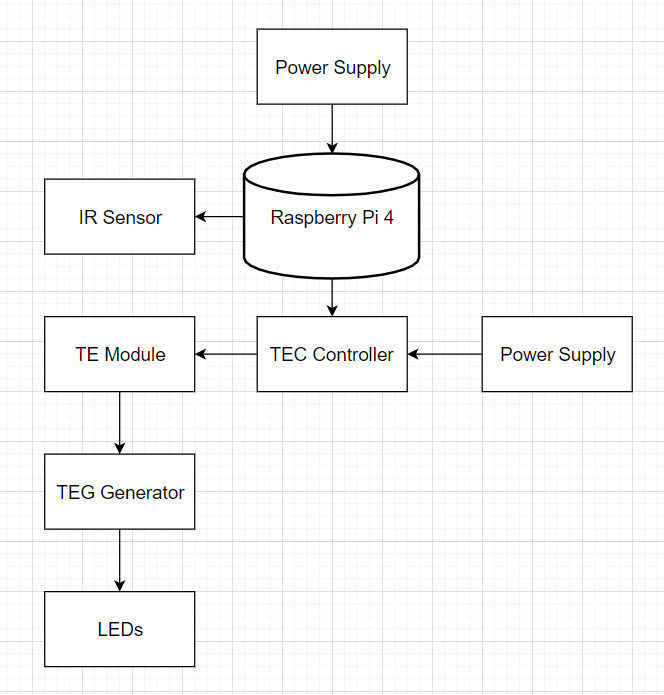 Power Supply
IR Sensor
Raspberry Pi 4
TE Module
TEC Controller
Power Supply
TEG Generator
LEDs